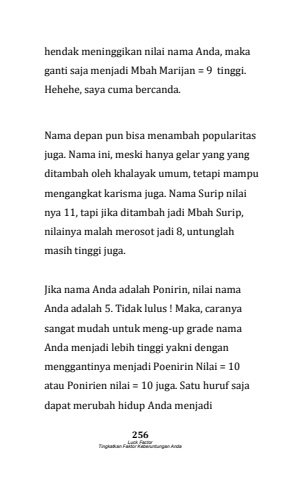 hendak meninggikan nilai nama Anda, maka
ganti saja menjadi Mbah Marijan = 9 tinggi.
Hehehe, saya cuma bercanda.
Nama depan pun bisa menambah popularitas
juga. Nama ini, meski hanya gelar yang yang
ditambah oleh khalayak umum, tetapi mampu
mengangkat karisma juga. Nama Surip nilai
nya 11, tapi jika ditambah jadi Mbah Surip,
nilainya malah merosot jadi 8, untunglah
masih tinggi juga.
Jika nama Anda adalah Ponirin, nilai nama
Anda adalah 5. Tidak lulus ! Maka, caranya
sangat mudah untuk meng-up grade nama
Anda menjadi lebih tinggi yakni dengan
menggantinya menjadi Poenirin Nilai = 10
atau Ponirien nilai = 10 juga. Satu huruf saja
dapat merubah hidup Anda menjadi
256
Luck Factor
Tingkatkan Faktor Keberuntungan Anda